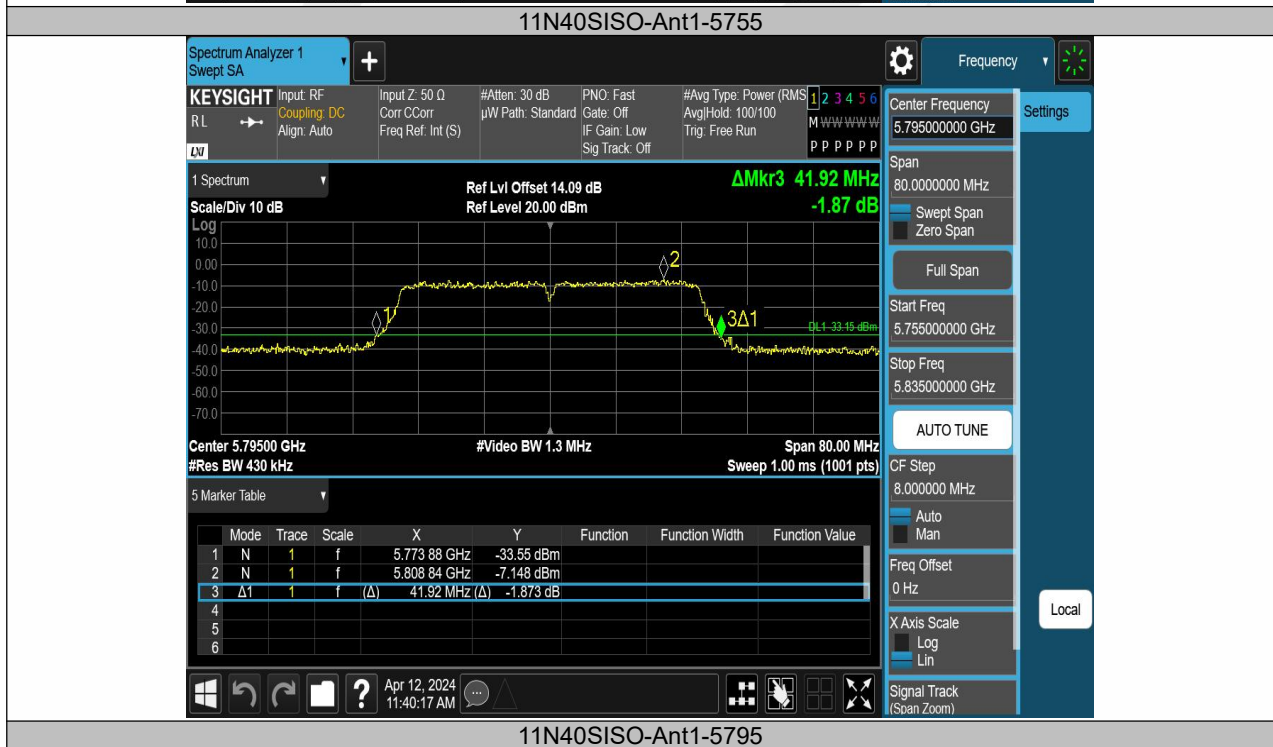 11N40SISO-Ant1-5755
Spectrum Analyzer 1
Swept SA
+
Frequency
KEYSIGHT
RL
LXI
Input: RF
Coupling: DC
Align: Auto
Input Z: 50 Ω
Corr CCorr
Freq Ref: Int (S)
#Atten: 30 dB
µW Path: Standard
PNO: Fast
Gate: Off
IF Gain: Low
Sig Track: Off
#Avg Type: Power (RMS
Avg|Hold: 100/100
Trig: Free Run
1 2 3 4 5 6
M W W W W W
P P P P P P
Settings
Center Frequency
5.795000000 GHz
Span
80.0000000 MHz
Swept Span
Zero Span
Full Span
Start Freq
5.755000000 GHz
Stop Freq
5.835000000 GHz
AUTO TUNE
CF Step
8.000000 MHz
Auto
Man
Freq Offset
0 Hz
X Axis Scale
Log
Lin
Signal Track
(Span Zoom)
Local
1 Spectrum
Scale/Div 10 dB
Ref Lvl Offset 14.09 dB
Ref Level 20.00 dBm
ΔMkr3 41.92 MHz
-1.87 dB
Log
10.0
0.00
-10.0
-20.0
-30.0
-40.0
-50.0
-60.0
-70.0
1
2
3Δ1
DL1 -33.15 dBm
Center 5.79500 GHz
#Video BW 1.3 MHz
Span 80.00 MHz
#Res BW 430 kHz
Sweep 1.00 ms (1001 pts)
5 Marker Table
Mode Trace Scale X Y Function Function Width Function Value
1 N 1 f 5.773 88 GHz -33.55 dBm
2 N 1 f 5.808 84 GHz -7.148 dBm
3 Δ1 1 f (Δ) 41.92 MHz (Δ) -1.873 dB
4
5
6
?
Apr 12, 2024
11:40:17 AM
11N40SISO-Ant1-5795